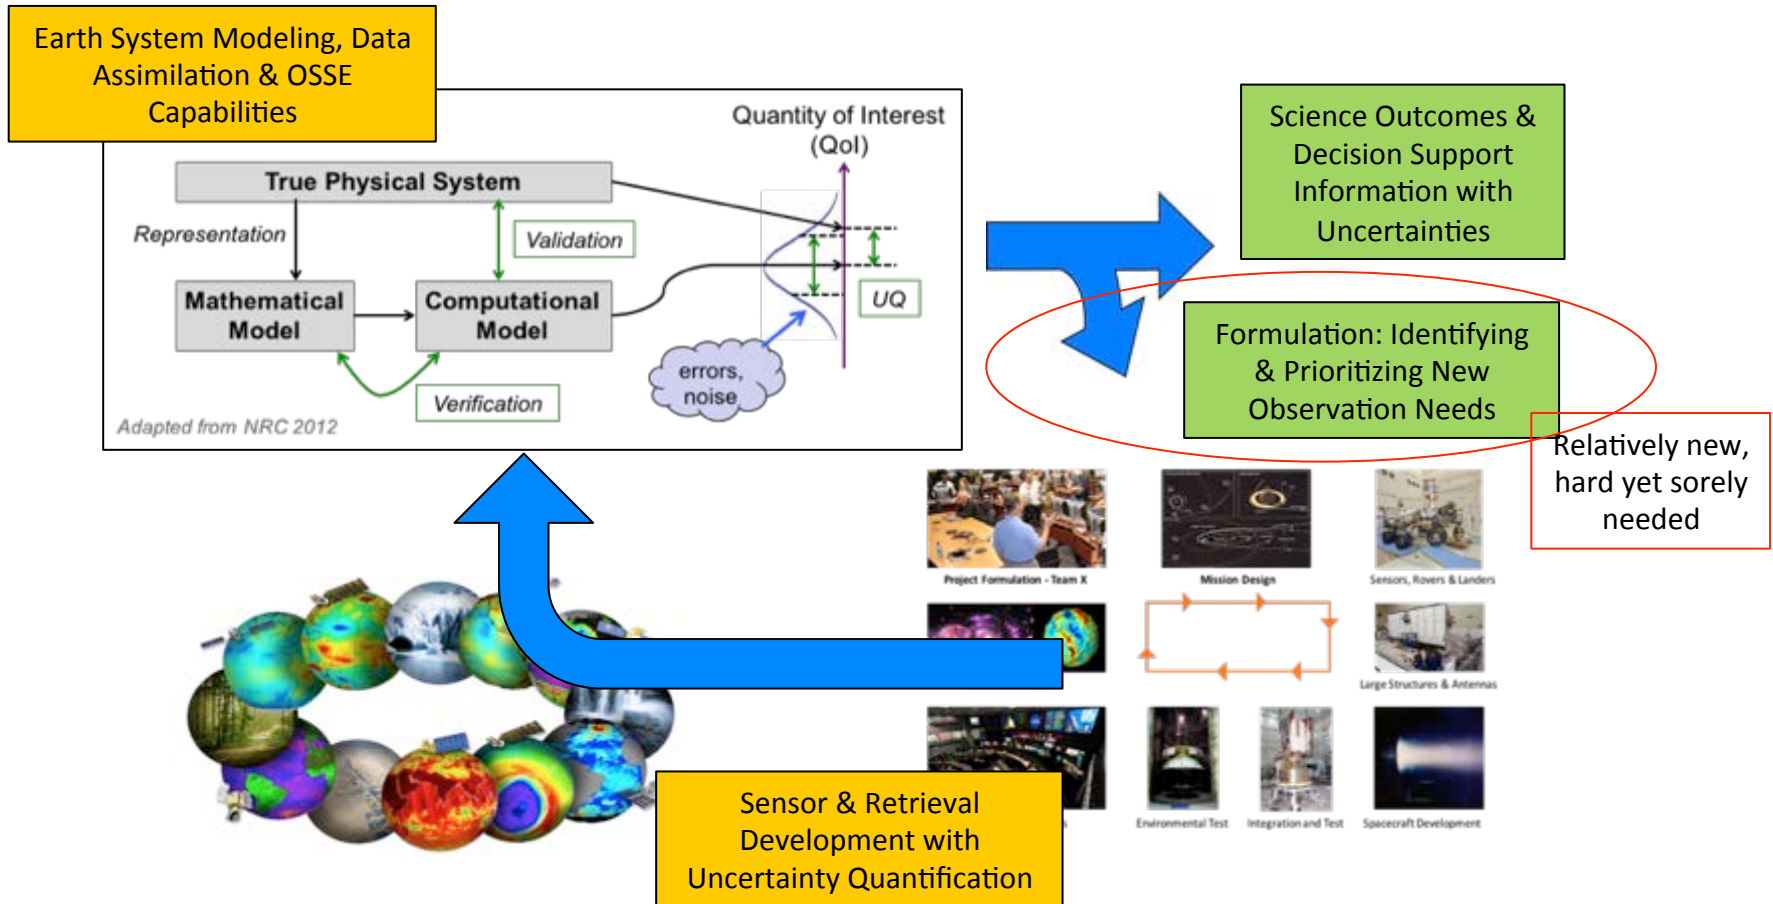 Earth System Modeling, Data
Assimilation & OSSE
Capabilities
Quantity of Interest
(QoI)
True Physical System
Representation
Validation
Mathematical
Model
Computational
Model
UQ
errors,
noise
Verification
Adapted from NRC 2012
Science Outcomes &
Decision Support
Information with
Uncertainties
Formulation: Identifying
& Prioritizing New
Observation Needs
Relatively new,
hard yet sorely
needed
Project Formulation - Team X
Mission Design
Sensors, Rovers & Landers
Large Structures & Antennas
Sensor & Retrieval
Development with
Uncertainty Quantification
Environmental Test
Integration and Test
Spacecraft Development